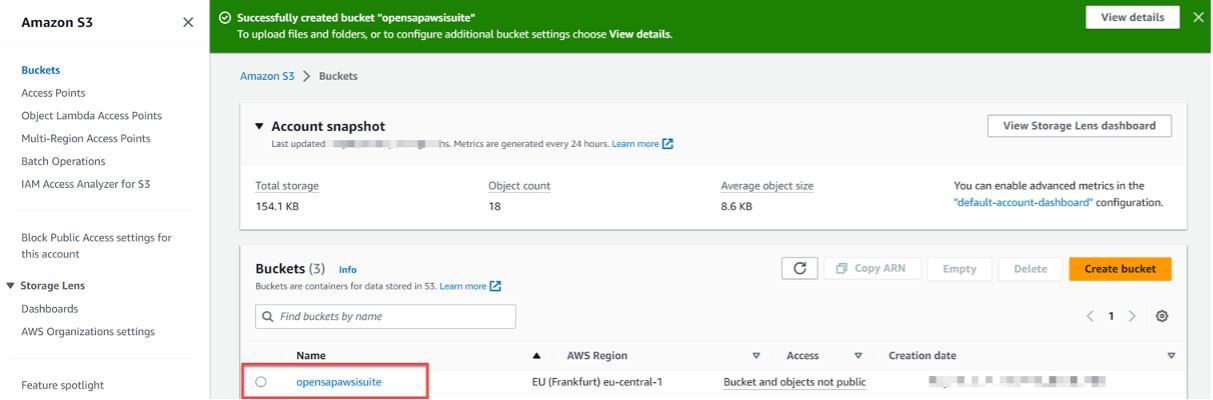 Amazon S3
Buckets
Access Points
Object Lambda Access Points
Multi-Region Access Points
Batch Operations
IAM Access Analyzer for S3
Block Public Access settings for
this account
Storage Lens
Dashboards
AWS Organizations settings
Feature spotlight
Successfully created bucket "opensapawsisuite"
To upload files and folders, or to configure additional bucket settings choose View details.
View details
Amazon S3 > Buckets
Account snapshot
Last updated hs. Metrics are generated every 24 hours. Learn more
View Storage Lens dashboard
Total storage
154.1 KB
Object count
18
Average object size
8.6 KB
You can enable advanced metrics in the
"default-account-dashboard" configuration.
Buckets (3) Info
Buckets are containers for data stored in S3. Learn more
Copy ARN
Empty
Delete
Create bucket
Find buckets by name
1
Name AWS Region Access Creation date
opensapawsisuite EU (Frankfurt) eu-central-1 Bucket and objects not public